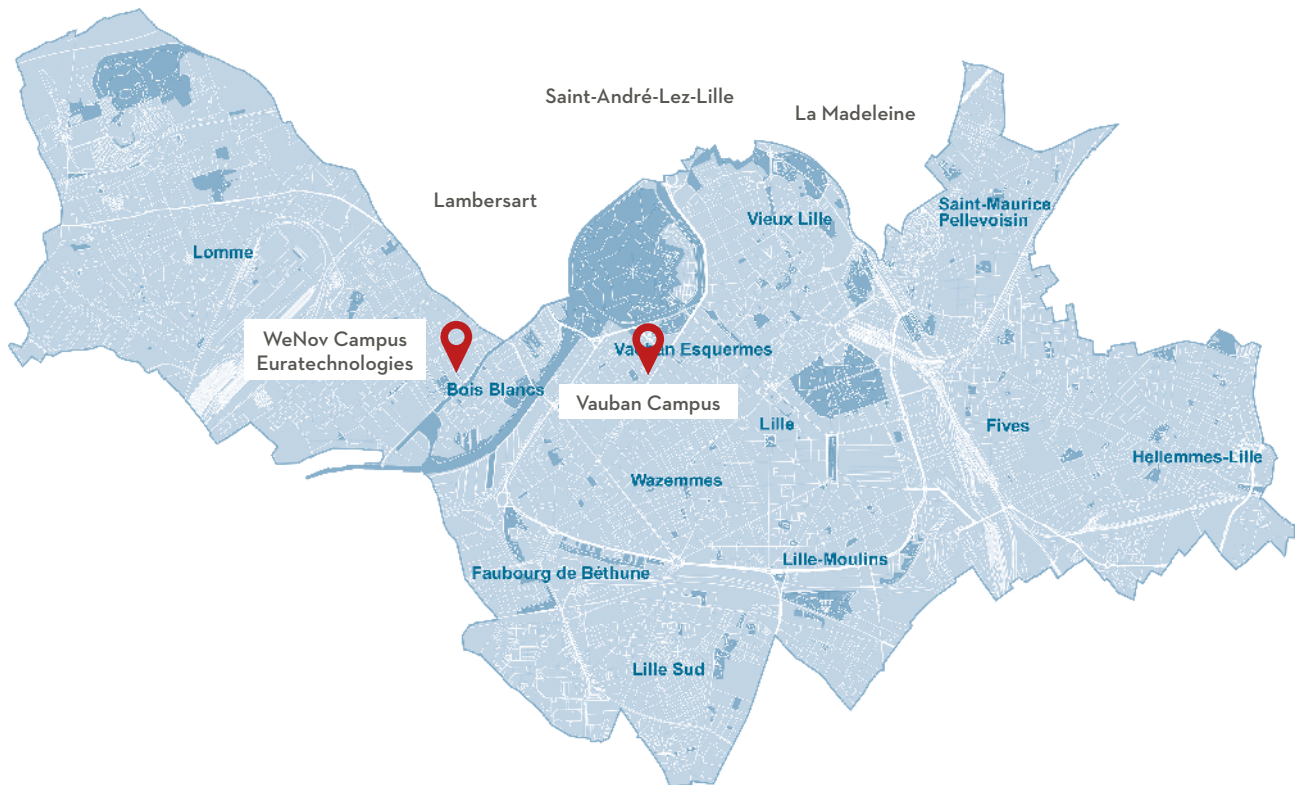 Saint-André-Lez-Lille
La Madeleine
Lambersart
Saint-Maurice
Pellevoisin
Vieux Lille
Lomme
WeNov Campus
Euratechnologies
Vauban Esquermes
Bois Blancs
Vauban Campus
Lille
Fives
Hellemmes-Lille
Wazemmes
Lille-Moulins
Faubourg de Béthune
Lille Sud